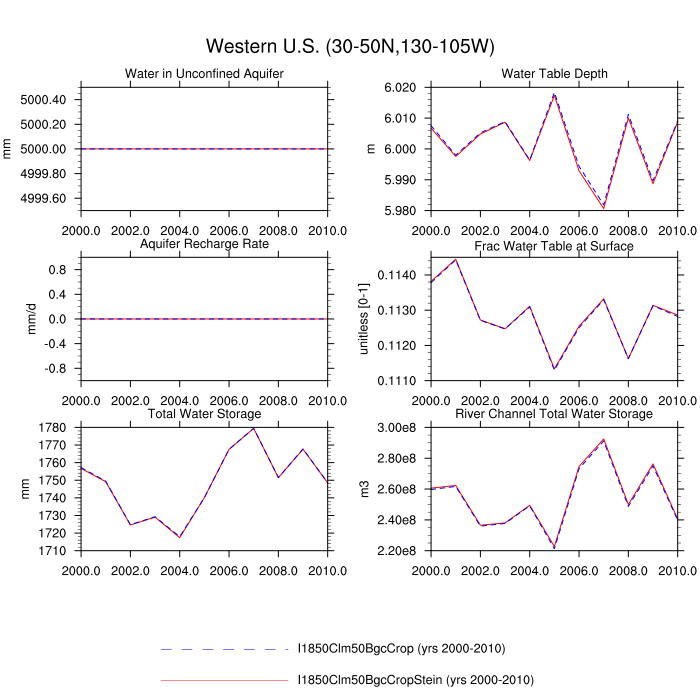 Western U.S. (30-50N,130-105W)
Water in Unconfined Aquifer
5000.40
5000.20
5000.00
4999.80
4999.60
mm
2000.0 2002.0 2004.0 2006.0 2008.0 2010.0
Water Table Depth
6.020
6.010
6.000
5.990
5.980
m
2000.0 2002.0 2004.0 2006.0 2008.0 2010.0
Aquifer Recharge Rate
0.8
0.4
0.0
-0.4
-0.8
mm/d
2000.0 2002.0 2004.0 2006.0 2008.0 2010.0
Frac Water Table at Surface
0.1140
0.1130
0.1120
0.1110
unitless [0-1]
2000.0 2002.0 2004.0 2006.0 2008.0 2010.0
Total Water Storage
1780
1770
1760
1750
1740
1730
1720
1710
mm
2000.0 2002.0 2004.0 2006.0 2008.0 2010.0
River Channel Total Water Storage
3.00e8
2.80e8
2.60e8
2.40e8
2.20e8
m3
2000.0 2002.0 2004.0 2006.0 2008.0 2010.0
I1850Clm50BgcCrop (yrs 2000-2010)
I1850Clm50BgcCropStein (yrs 2000-2010)